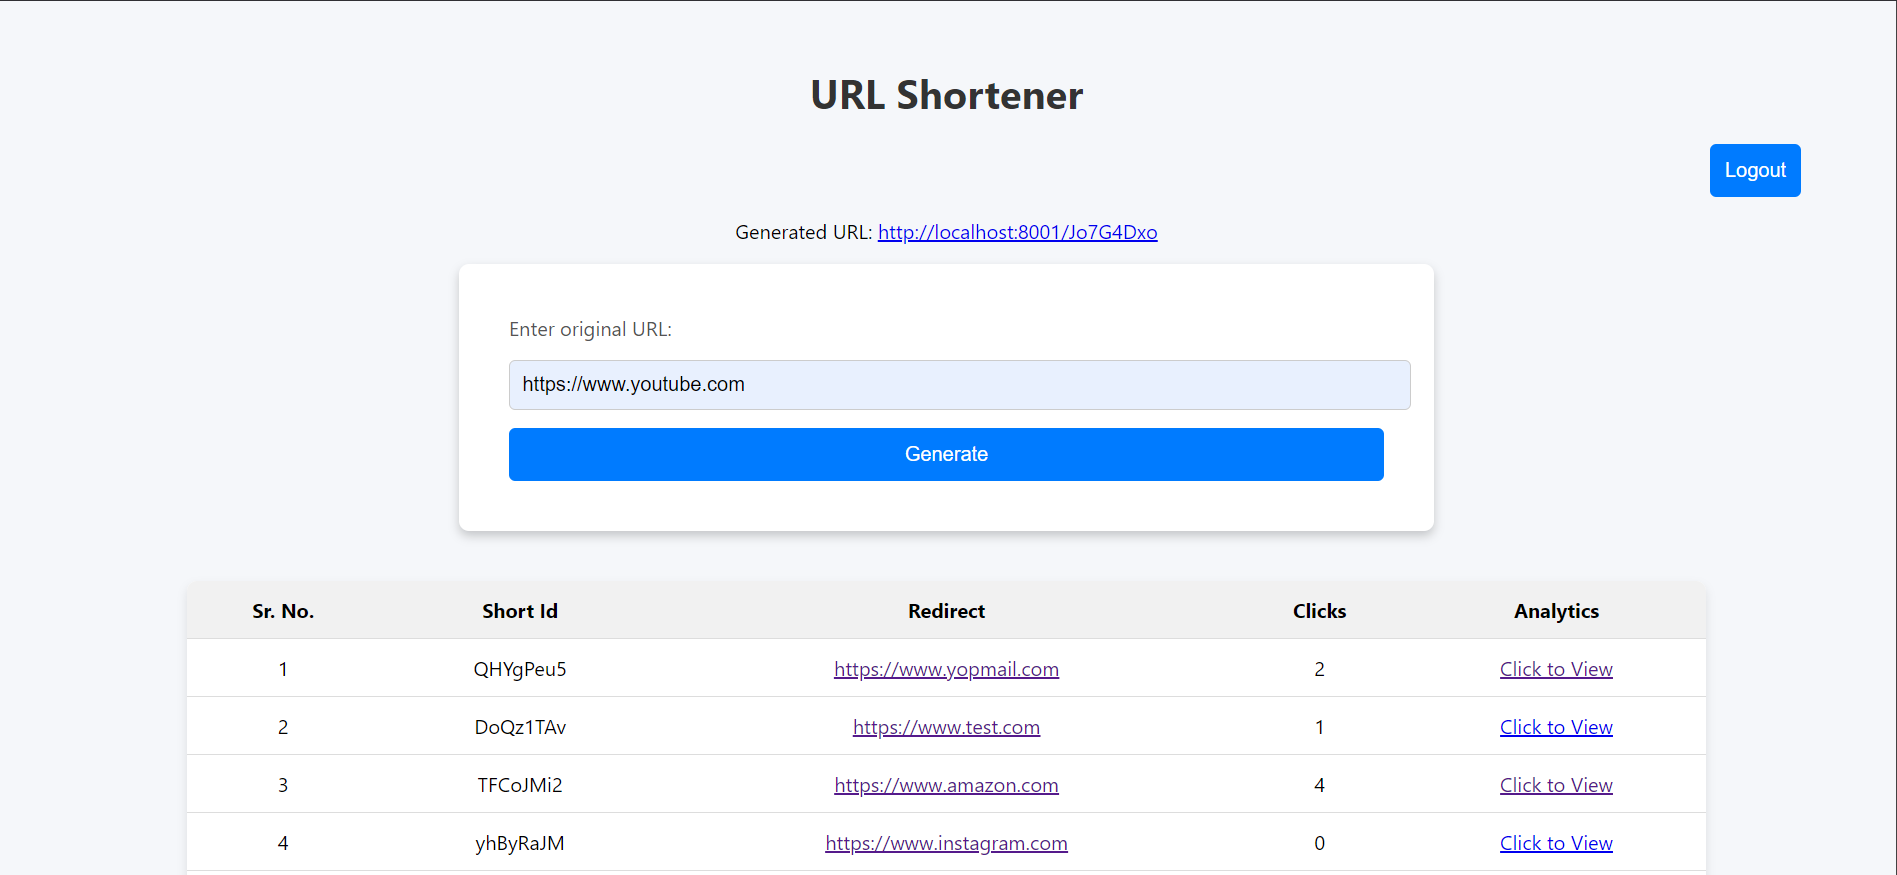 URL Shortener
Logout
Generated URL: http://localhost:8001/Jo7G4Dxo
Enter original URL:
https://www.youtube.com
Generate
Sr. No. Short Id Redirect Clicks Analytics
1 QHYgPeu5 https://www.yopmail.com 2 Click to View
2 DoQz1TAv https://www.test.com 1 Click to View
3 TFCoJMi2 https://www.amazon.com 4 Click to View
4 yhByRaJM https://www.instagram.com 0 Click to View